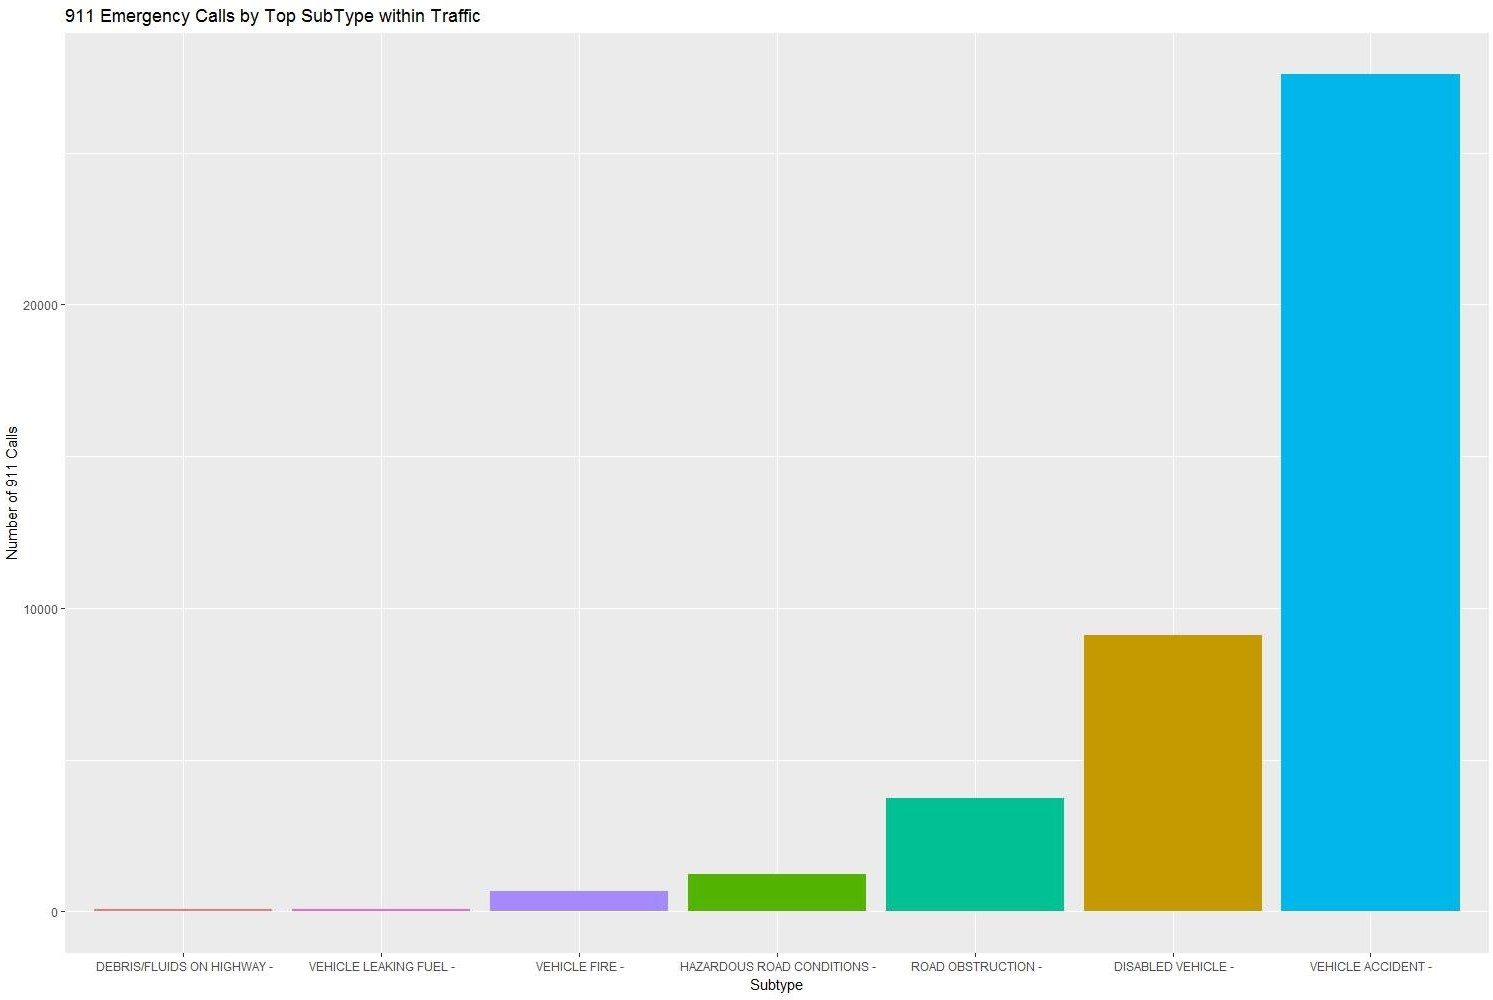 911 Emergency Calls by Top SubType within Traffic
Number of 911 Calls
20000
10000
0
DEBRIS/FLUIDS ON HIGHWAY - VEHICLE LEAKING FUEL - VEHICLE FIRE - HAZARDOUS ROAD CONDITIONS - ROAD OBSTRUCTION - DISABLED VEHICLE - VEHICLE ACCIDENT -
Subtype